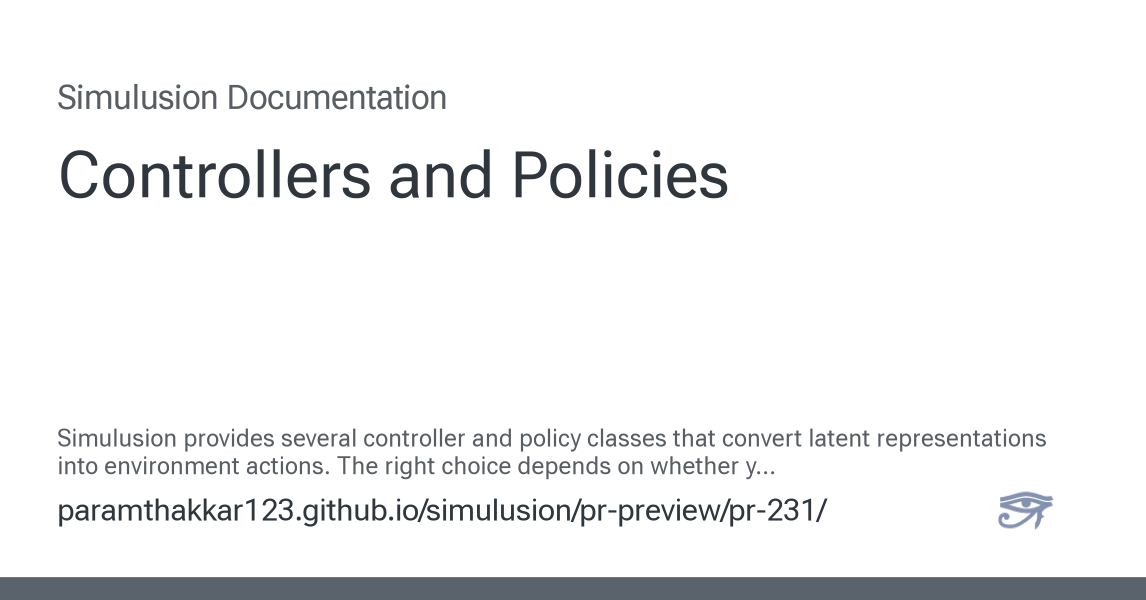 Simulusion Documentation
Controllers and Policies
Simulusion provides several controller and policy classes that convert latent representations
into environment actions. The right choice depends on whether y...
paramthakkar123.github.io/simulusion/pr-preview/pr-231/